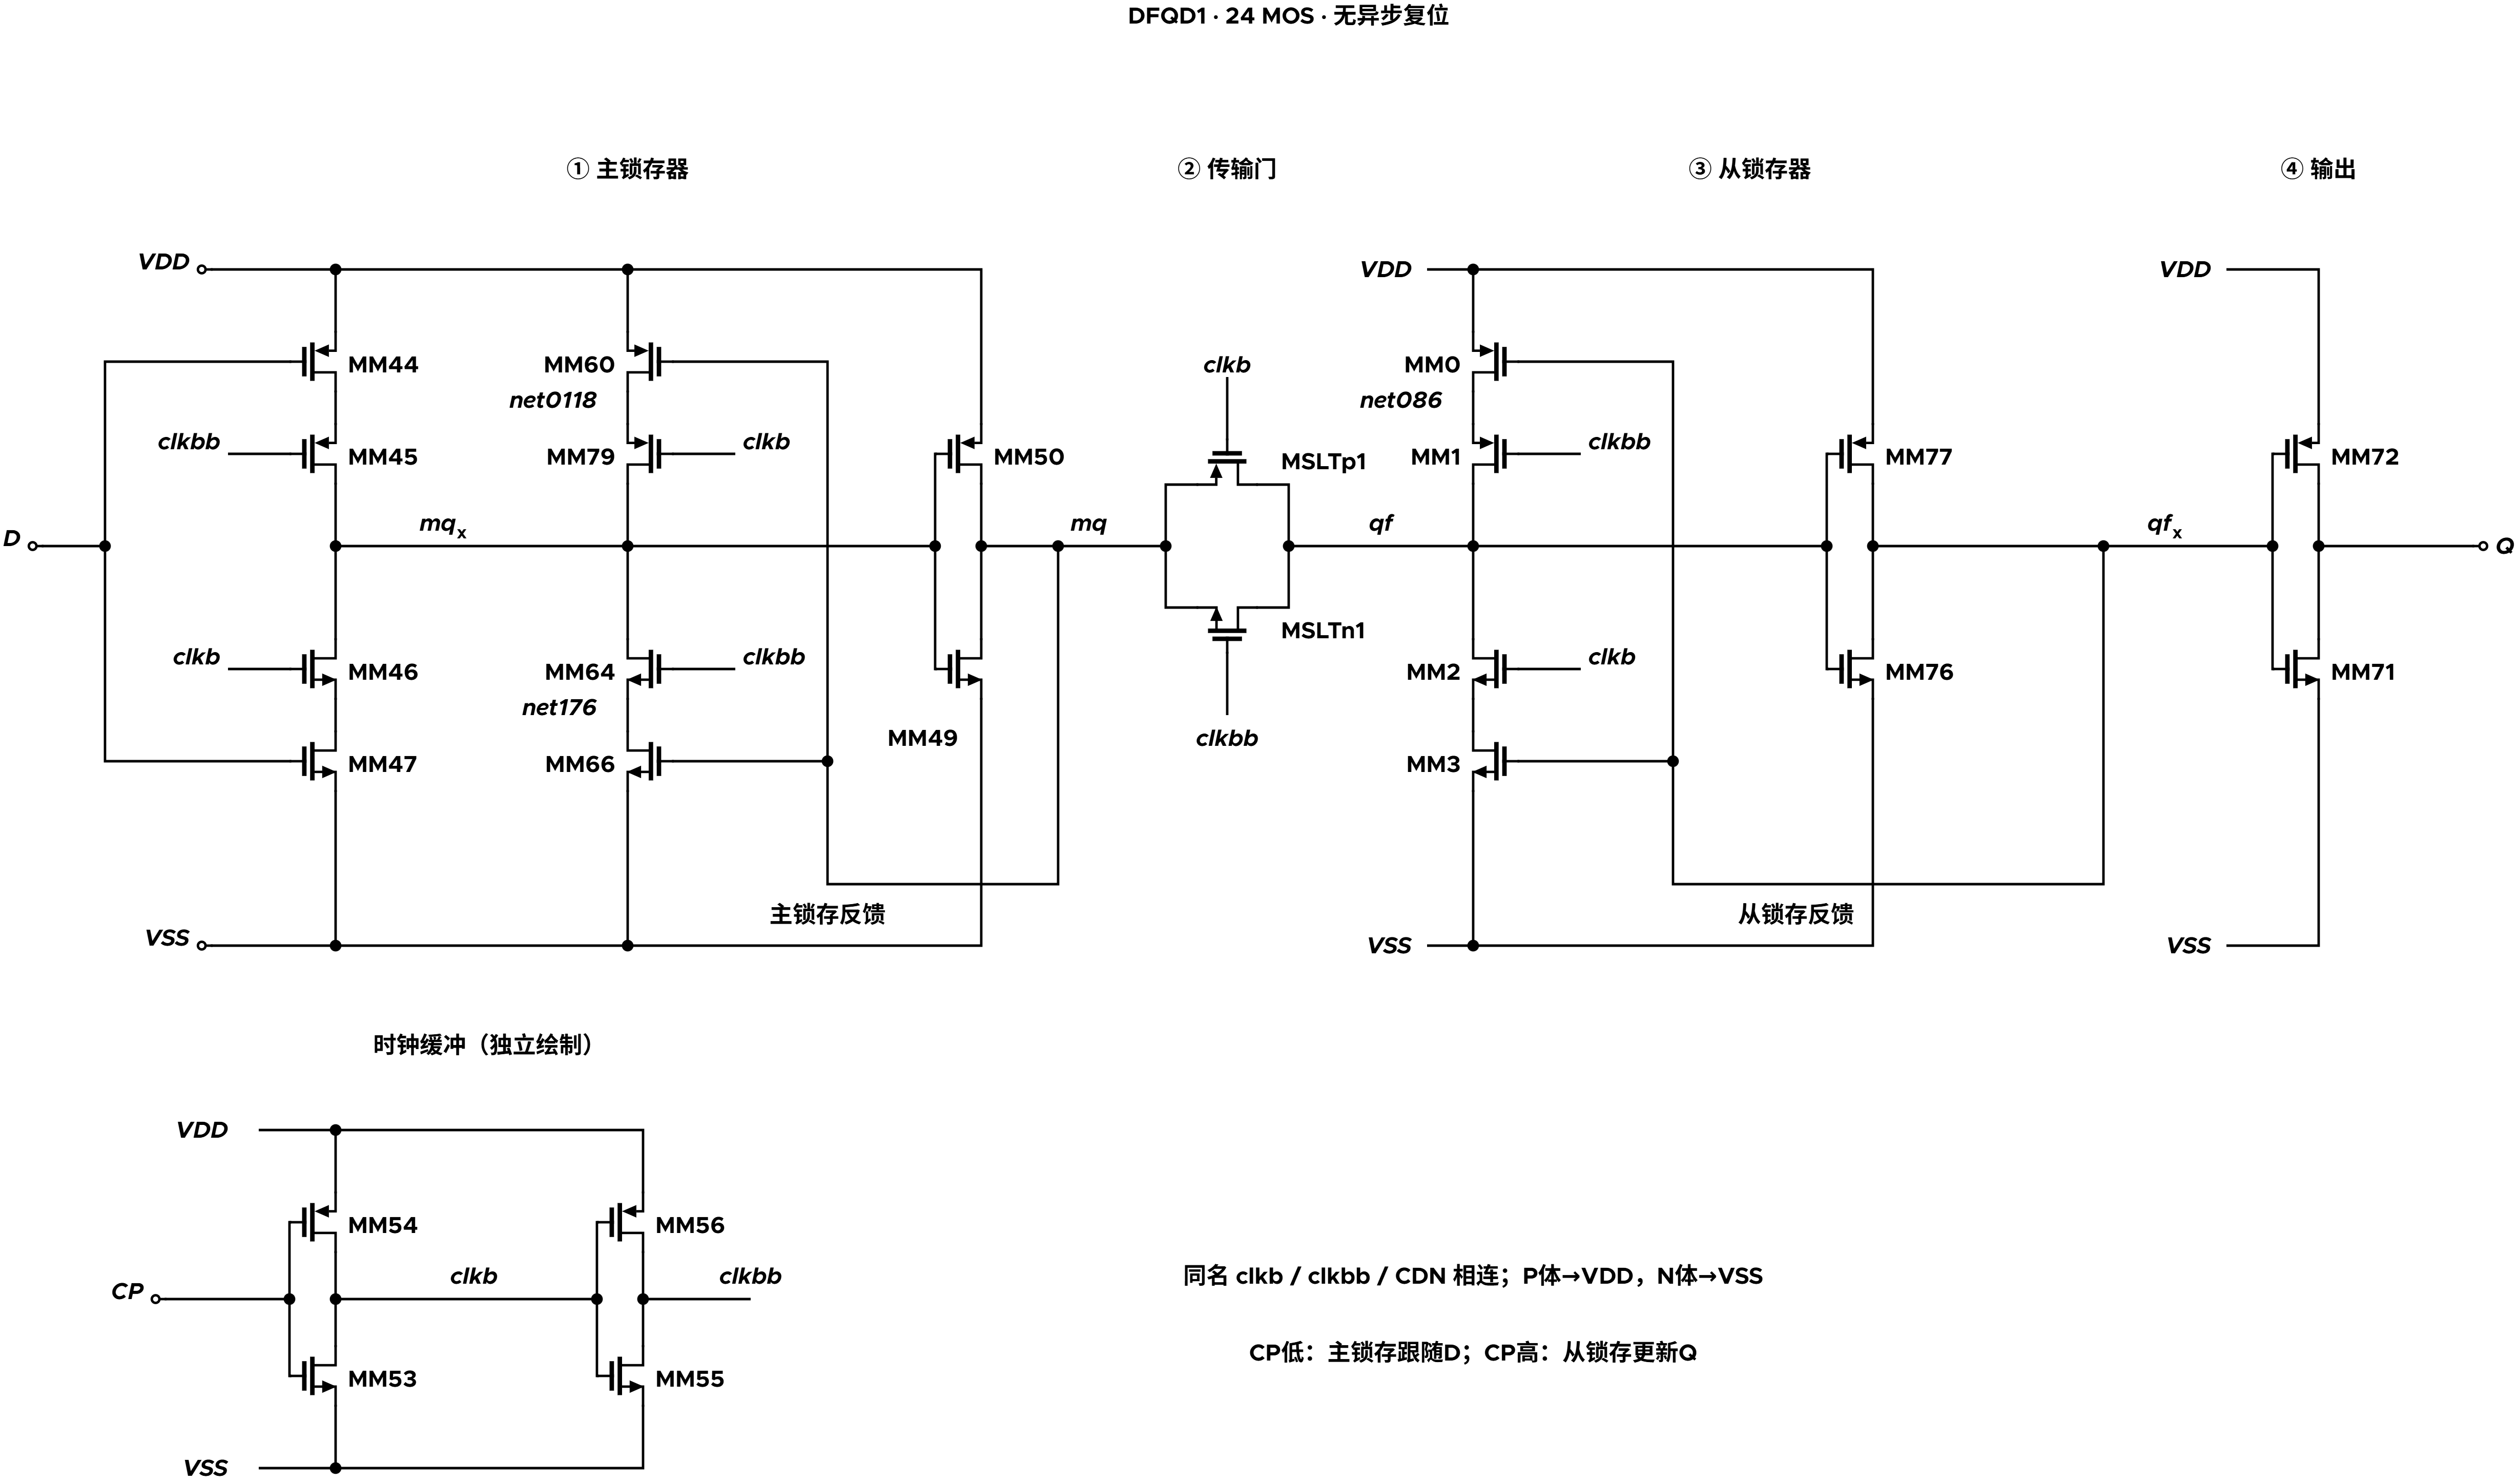 DFQD1 · 24 MOS · 无异步复位
① 主锁存器
② 传输门
③ 从锁存器
④ 输出
VDD
VDD
VDD
MM44
MM60
clkb
MM0
net0118
net086
clkbb
MM45
MM79
clkb
MM50
MSLTp1
MM1
clkbb
MM77
MM72
D
mqx
mq
qf
qfx
Q
clkb
MM46
MM64
clkbb
MSLTn1
MM2
clkb
MM76
MM71
net176
MM49
clkbb
MM47
MM66
MM3
主锁存反馈
从锁存反馈
VSS
VSS
VSS
时钟缓冲（独立绘制）
VDD
MM54
MM56
CP
clkb
clkbb
MM53
MM55
VSS
同名 clkb / clkbb / CDN 相连；P体→VDD，N体→VSS
CP低：主锁存跟随D；CP高：从锁存更新Q